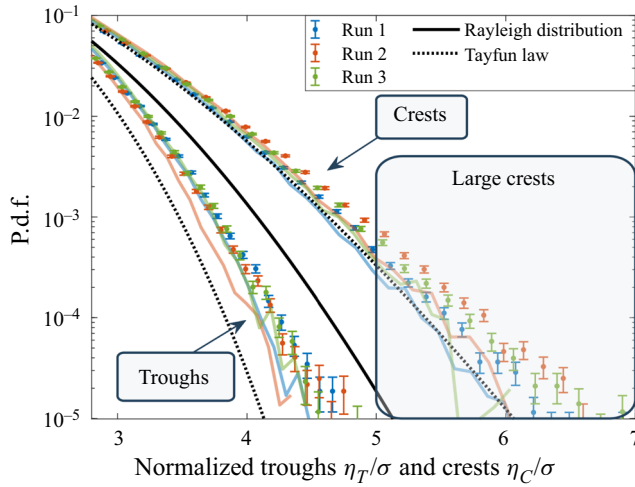 10⁻¹
10⁻²
10⁻³
10⁻⁴
10⁻⁵
P.d.f.
Run 1
Run 2
Run 3
Rayleigh distribution
Tayfun law
Crests
Large crests
Troughs
3 4 5 6 7
Normalized troughs η_T/σ and crests η_C/σ